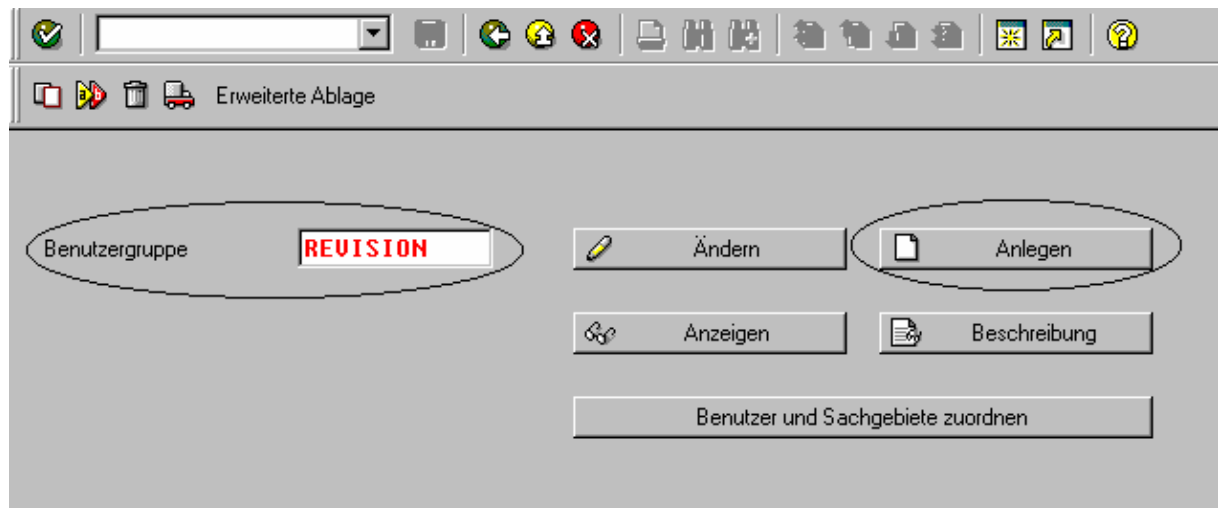 Erweiterte Ablage
Benutzergruppe REVISION Ändern Anlegen
Anzeigen Beschreibung
Benutzer und Sachgebiete zuordnen